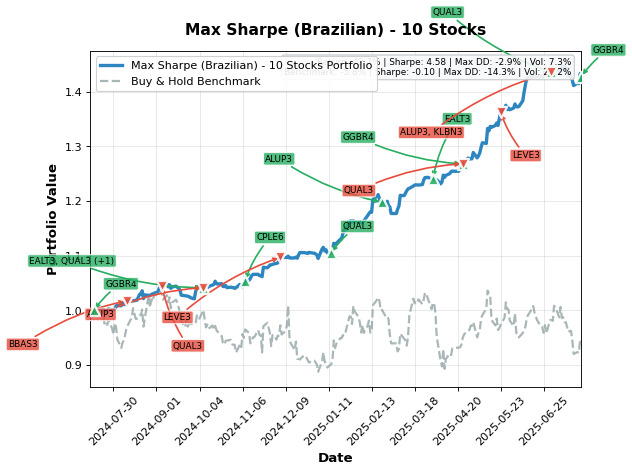 Max Sharpe (Brazilian) - 10 Stocks
QUAL3
GGBR4
% | Sharpe: 4.58 | Max DD: -2.9% | Vol: 7.3%
| Sharpe: -0.10 | Max DD: -14.3% | Vol:
Max Sharpe (Brazilian) - 10 Stocks Portfolio
Buy & Hold Benchmark
EALT3
ALUP3, KLBN3
GGBR4
LEVE3
ALUP3
QUAL3
QUAL3
CPLE6
EALT3, QUAL3 (+1)
GGBR4
LEVE3
BBAS3
QUAL3
Portfolio Value
1.4
1.3
1.2
1.1
1.0
0.9
2024-07-30
2024-09-01
2024-10-04
2024-11-06
2024-12-09
2025-01-11
2025-02-13
2025-03-18
2025-04-20
2025-05-23
2025-06-25
Date